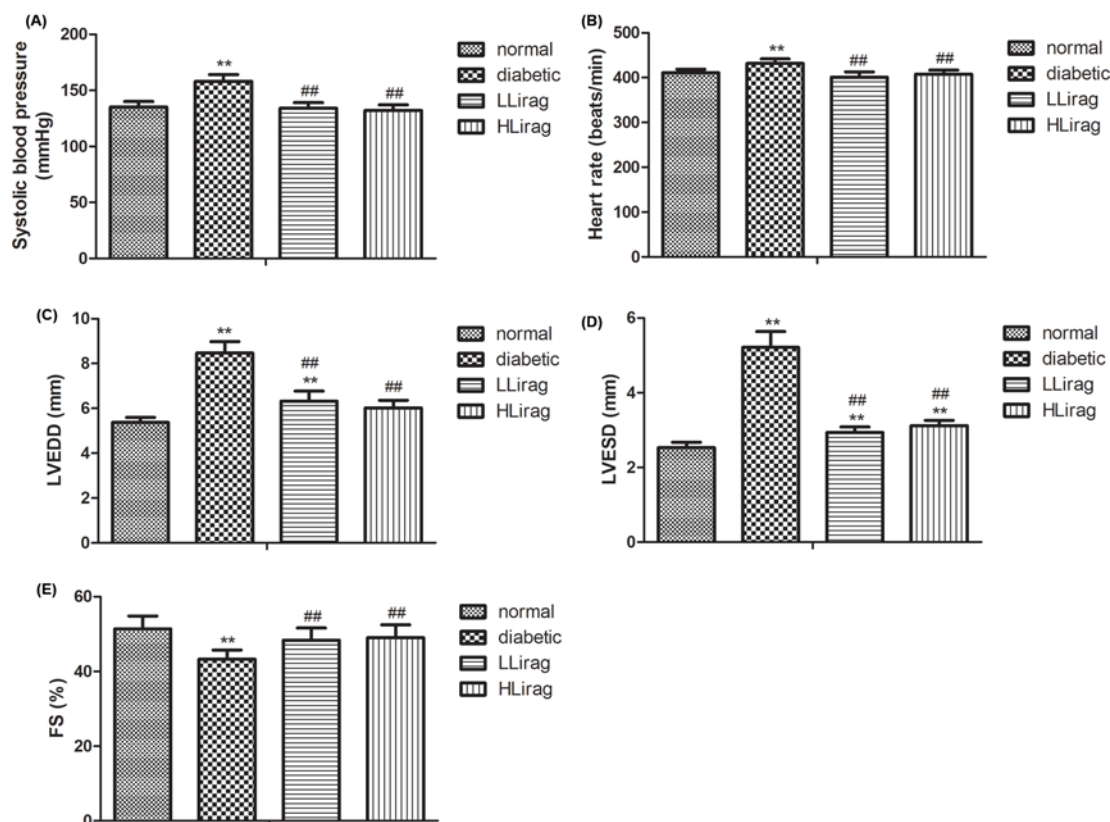 (A)
Systolic blood pressure
(mmHg)
200
150
100
50
0
**
##
##
normal
diabetic
LLirag
HLirag
(B)
Heart rate (beats/min)
500
400
300
200
100
0
**
##
##
normal
diabetic
LLirag
HLirag
(C)
LVEDD (mm)
10
8
6
4
2
0
**
##
**
##
normal
diabetic
LLirag
HLirag
(D)
LVESD (mm)
6
4
2
0
**
##
**
##
**
normal
diabetic
LLirag
HLirag
(E)
FS (%)
60
40
20
0
**
##
##
normal
diabetic
LLirag
HLirag